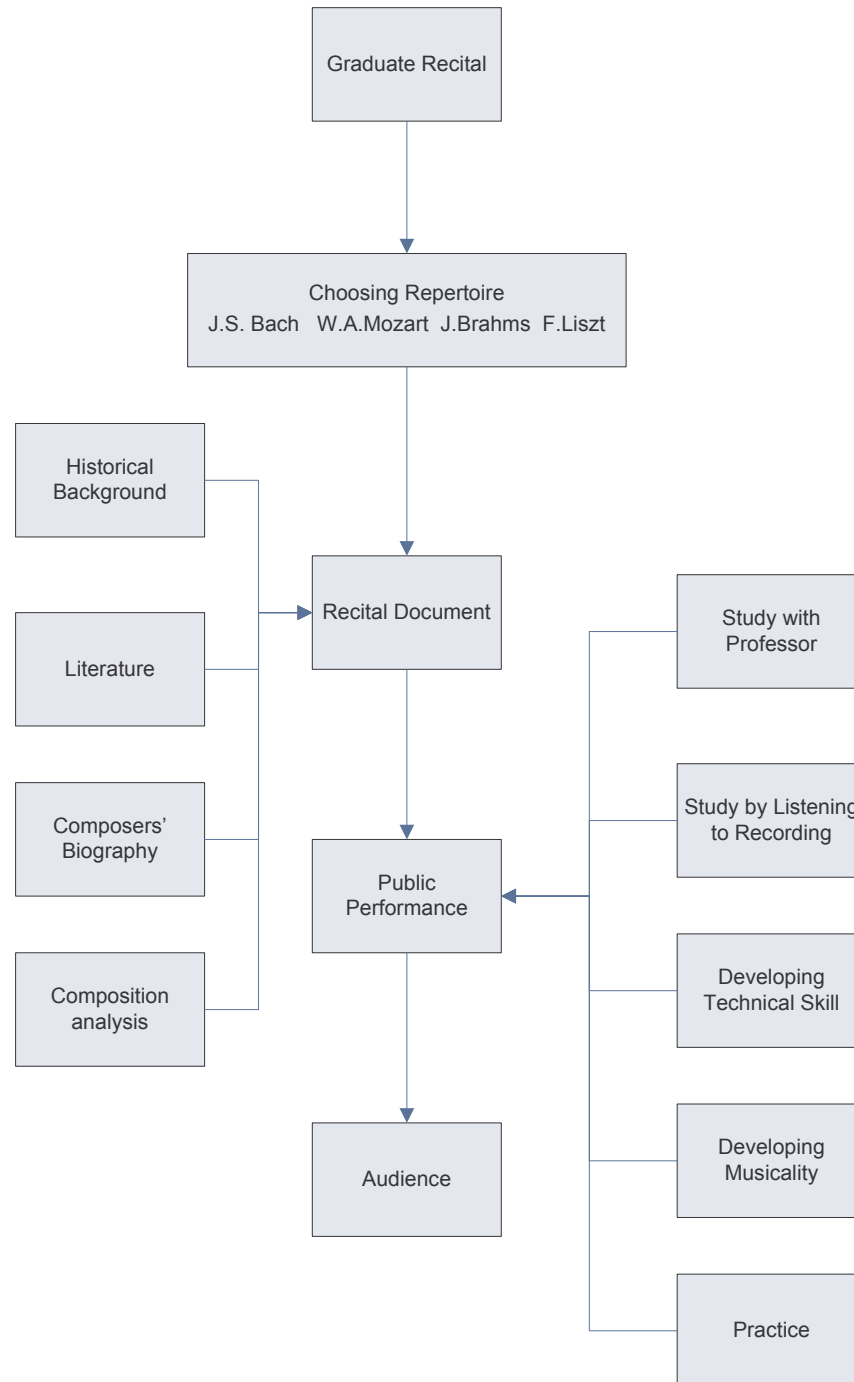 Graduate Recital
Choosing Repertoire
J.S. Bach   W.A.Mozart  J.Brahms  F.Liszt
Historical
Background
Literature
Composers’
Biography
Composition
analysis
Recital Document
Public
Performance
Audience
Study with
Professor
Study by Listening
to Recording
Developing
Technical Skill
Developing
Musicality
Practice